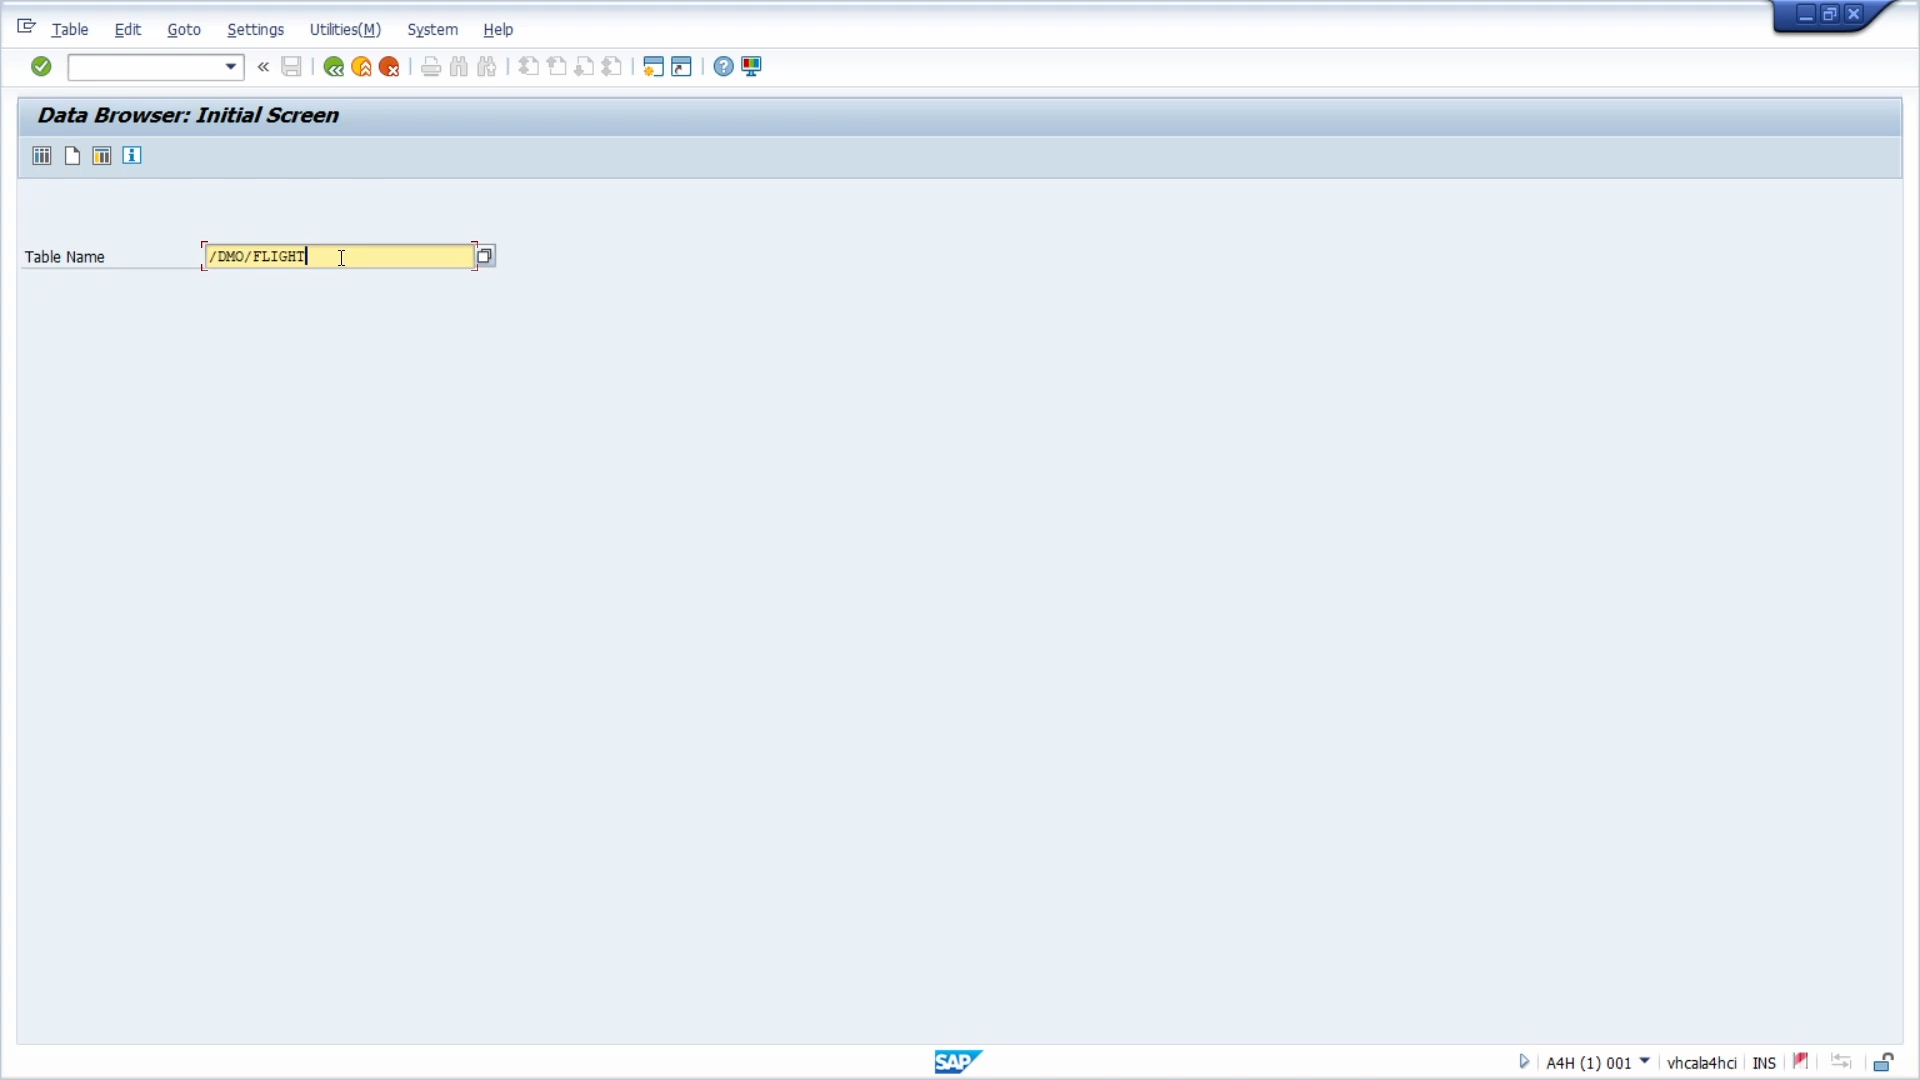 Table Edit Goto Settings Utilities(M) System Help
Data Browser: Initial Screen
Table Name /DMO/FLIGHT
SAP A4H (1) 001 vhcala4hci INS